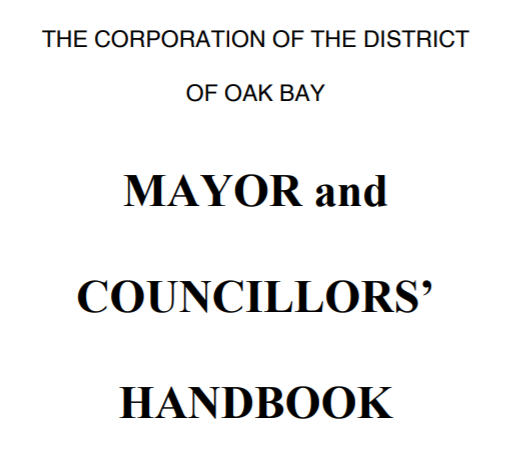 THE CORPORATION OF THE DISTRICT
OF OAK BAY
MAYOR and
COUNCILLORS’
HANDBOOK